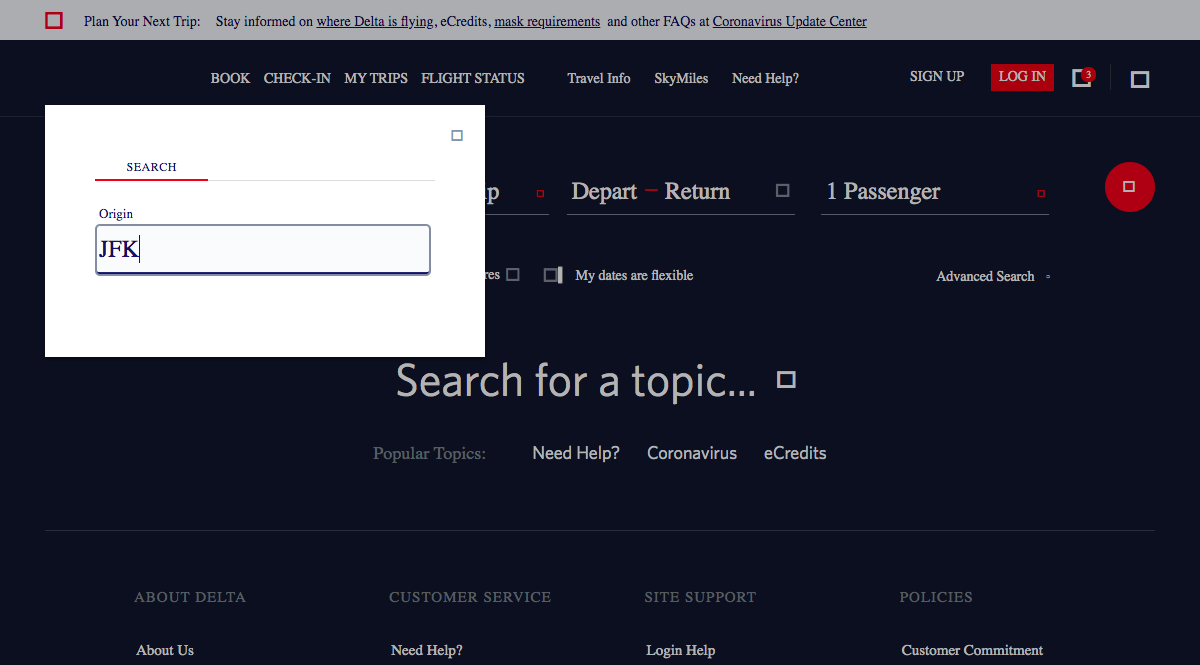 Plan Your Next Trip: Stay informed on where Delta is flying, eCredits, mask requirements and other FAQs at Coronavirus Update Center
BOOK CHECK-IN MY TRIPS FLIGHT STATUS Travel Info SkyMiles Need Help? SIGN UP LOG IN 3
SEARCH
Depart — Return 1 Passenger
Origin
JFK
My dates are flexible Advanced Search
Search for a topic...
Popular Topics: Need Help? Coronavirus eCredits
ABOUT DELTA CUSTOMER SERVICE SITE SUPPORT POLICIES
About Us Need Help? Login Help Customer Commitment